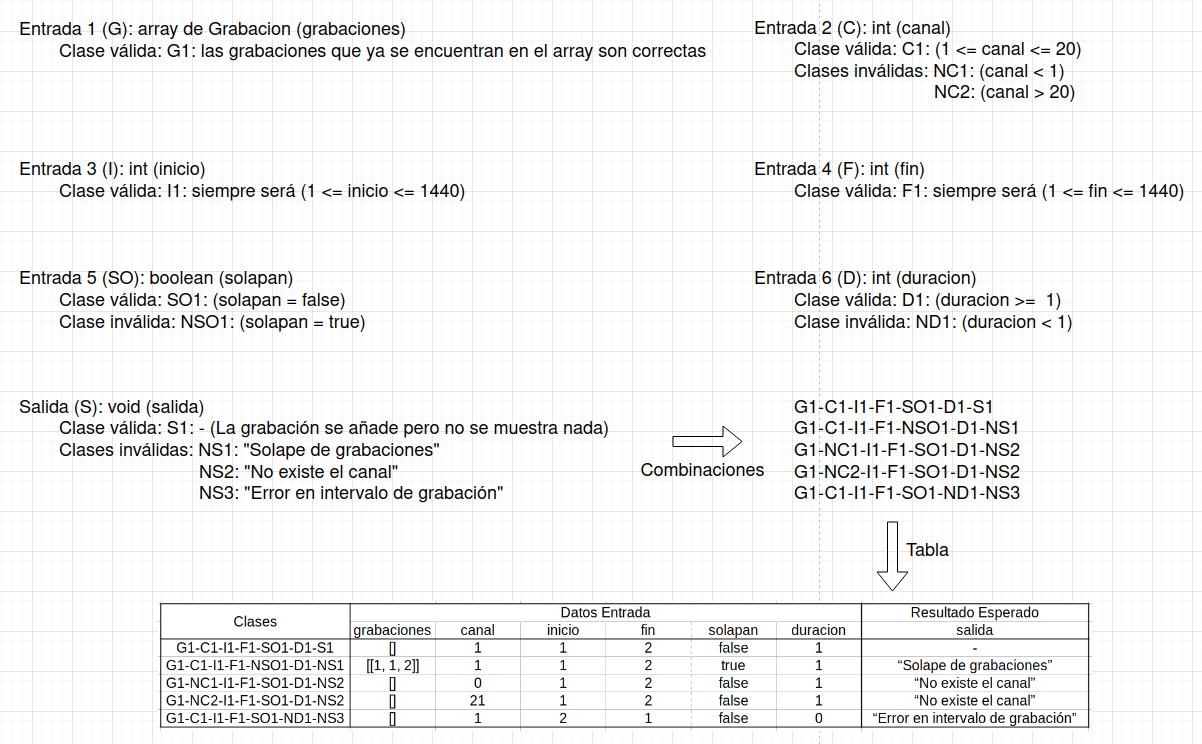 Entrada 1 (G): array de Grabacion (grabaciones)
Clase válida: G1: las grabaciones que ya se encuentran en el array son correctas
Entrada 2 (C): int (canal)
Clase válida: C1: (1 <= canal <= 20)
Clases inválidas: NC1: (canal < 1)
NC2: (canal > 20)
Entrada 3 (I): int (inicio)
Clase válida: I1: siempre será (1 <= inicio <= 1440)
Entrada 4 (F): int (fin)
Clase válida: F1: siempre será (1 <= fin <= 1440)
Entrada 5 (SO): boolean (solapan)
Clase válida: SO1: (solapan = false)
Clase inválida: NSO1: (solapan = true)
Entrada 6 (D): int (duracion)
Clase válida: D1: (duracion >= 1)
Clase inválida: ND1: (duracion < 1)
Salida (S): void (salida)
Clase válida: S1: - (La grabación se añade pero no se muestra nada)
Clases inválidas: NS1: "Solape de grabaciones"
NS2: "No existe el canal"
NS3: "Error en intervalo de grabación"
Combinaciones
G1-C1-I1-F1-SO1-D1-S1
G1-C1-I1-F1-NSO1-D1-NS1
G1-NC1-I1-F1-SO1-D1-NS2
G1-NC2-I1-F1-SO1-D1-NS2
G1-C1-I1-F1-SO1-ND1-NS3
Tabla
Clases Datos Entrada Resultado Esperado
grabaciones canal inicio fin solapan duracion salida
G1-C1-I1-F1-SO1-D1-S1 [] 1 1 2 false 1 -
G1-C1-I1-F1-NSO1-D1-NS1 [[1, 1, 2]] 1 1 2 true 1 “Solape de grabaciones”
G1-NC1-I1-F1-SO1-D1-NS2 [] 0 1 2 false 1 “No existe el canal”
G1-NC2-I1-F1-SO1-D1-NS2 [] 21 1 2 false 1 “No existe el canal”
G1-C1-I1-F1-SO1-ND1-NS3 [] 1 2 1 false 0 “Error en intervalo de grabación”